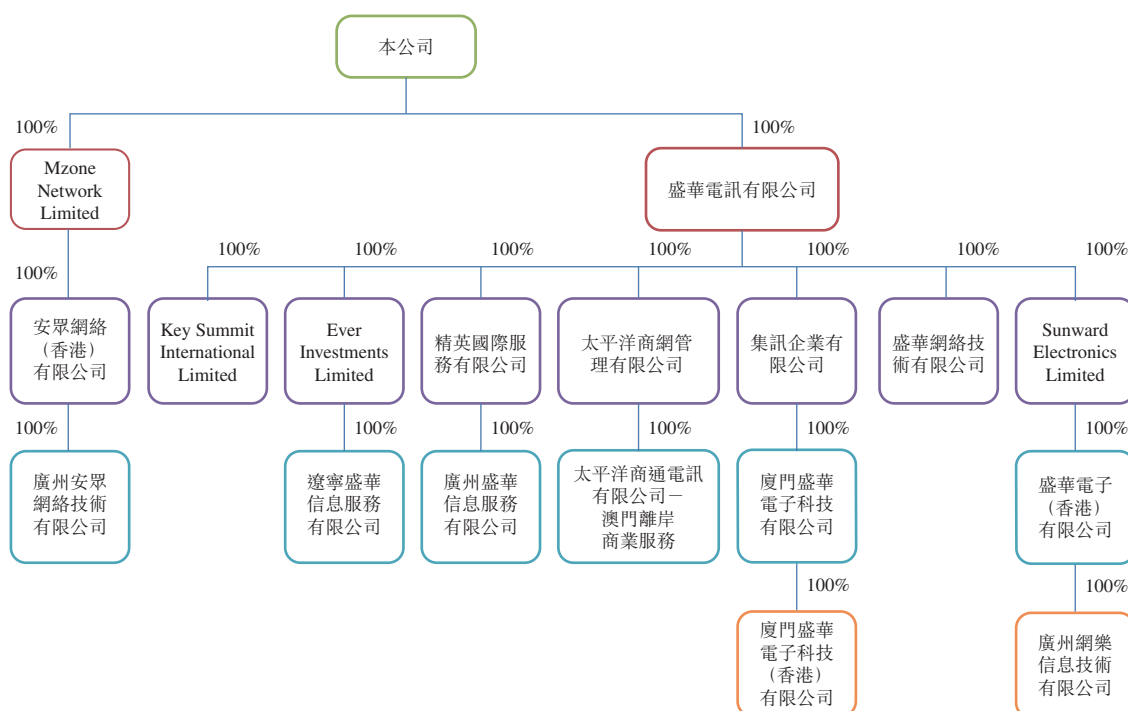 本公司
100%
100%
Mzone
Network
Limited
盛華電訊有限公司
100%
100%
100%
100%
100%
100%
100%
100%
安眾網絡
（香港）
有限公司
Key Summit
International
Limited
Ever
Investments
Limited
精英國際服
務有限公司
太平洋商網管
理有限公司
集訊企業有
限公司
盛華網絡技
術有限公司
Sunward
Electronics
Limited
100%
100%
100%
100%
100%
100%
廣州安眾
網絡技術
有限公司
遼寧盛華
信息服務
有限公司
廣州盛華
信息服務
有限公司
太平洋商通電訊
有限公司－
澳門離岸
商業服務
廈門盛華
電子科技
有限公司
盛華電子
（香港）
有限公司
100%
100%
廈門盛華
電子科技
（香港）
有限公司
廣州網樂
信息技術
有限公司